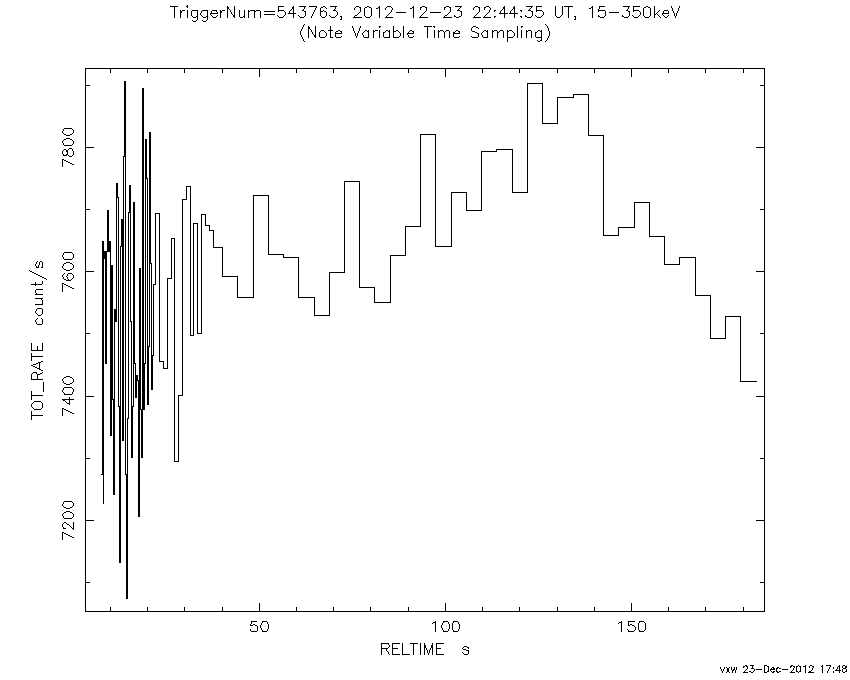 TriggerNum=543763, 2012-12-23 22:44:35 UT, 15-350keV
(Note Variable Time Sampling)
TOT_RATE count/s
7800
7600
7400
7200
50 100 150
RELTIME s
vxw 23-Dec-2012 17:48